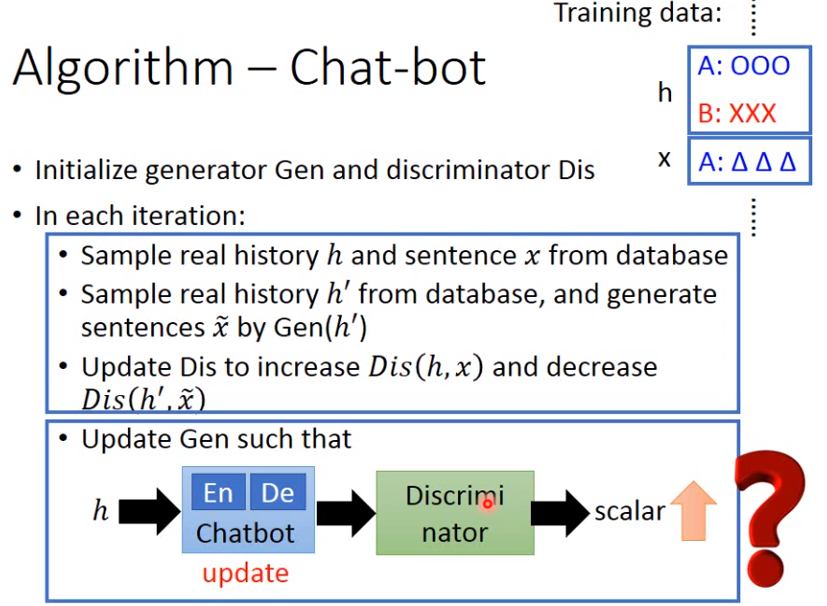 Training data:
Algorithm – Chat-bot
h
A: OOO
B: XXX
x
A: Δ Δ Δ
• Initialize generator Gen and discriminator Dis
• In each iteration:
• Sample real history h and sentence x from database
• Sample real history h′ from database, and generate
sentences x̃ by Gen(h′)
• Update Dis to increase Dis(h, x) and decrease
Dis(h′, x̃)
• Update Gen such that
h
En De
Chatbot
update
Discrimi
nator
scalar
?